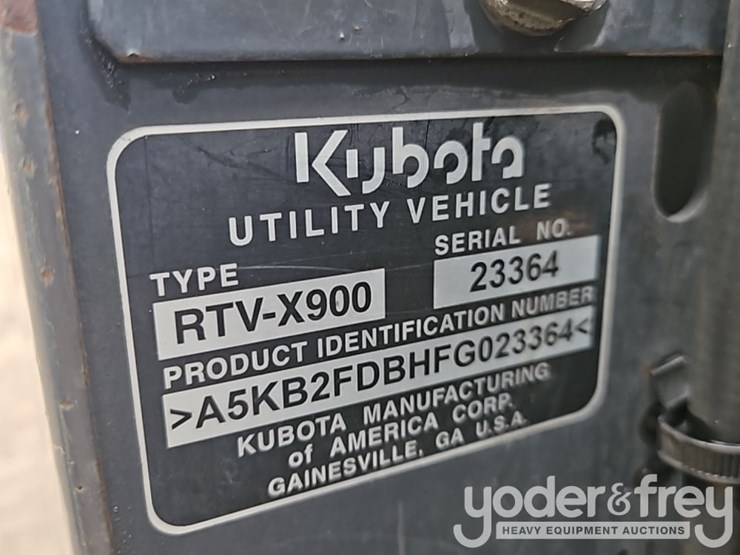 Kubota
UTILITY VEHICLE
TYPE
SERIAL NO.
RTV-X900
23364
PRODUCT IDENTIFICATION NUMBER
>A5KB2FDBHFG023364<
KUBOTA MANUFACTURING
of AMERICA CORP.
GAINESVILLE, GA U.S.A.
yoder&frey
HEAVY EQUIPMENT AUCTIONS